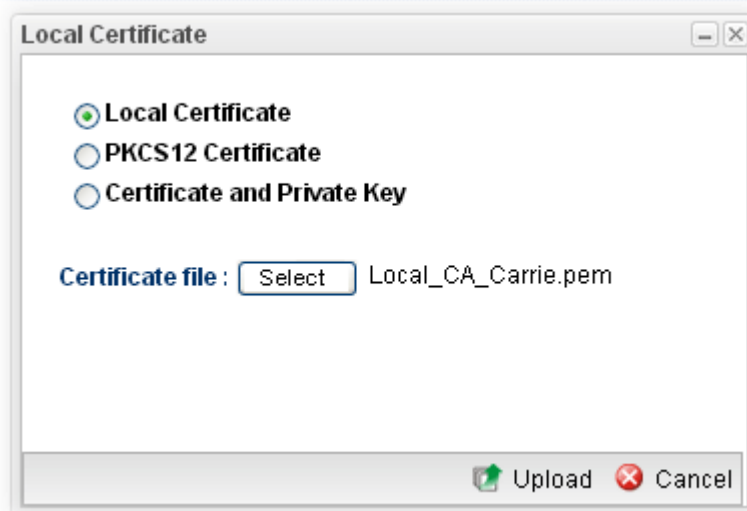 Local Certificate
Local Certificate
PKCS12 Certificate
Certificate and Private Key
Certificate file : Select Local_CA_Carrie.pem
Upload Cancel